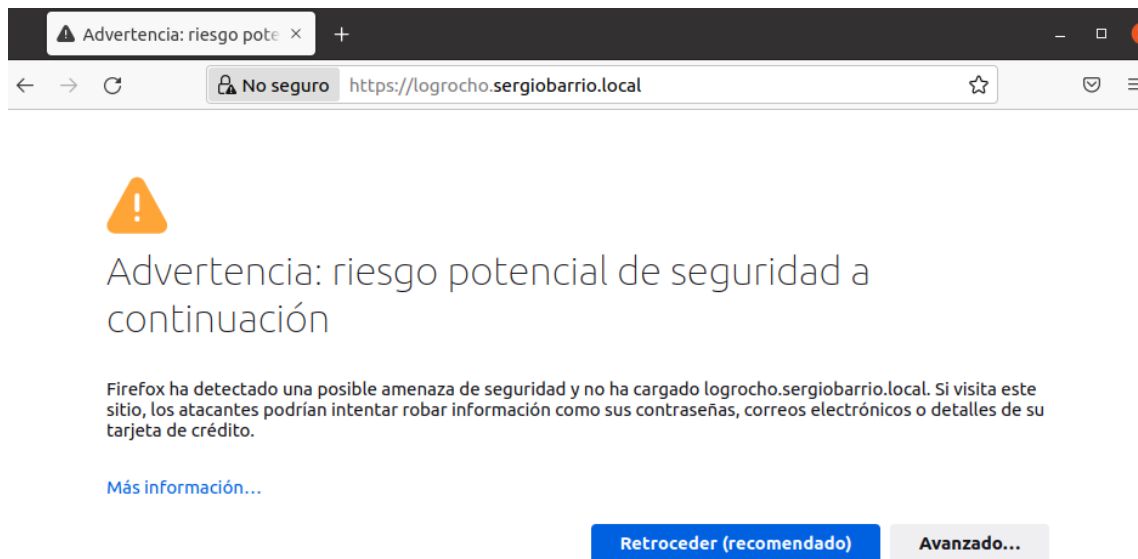 Advertencia: riesgo pote
No seguro https://logrocho.sergiobarrio.local
Advertencia: riesgo potencial de seguridad a
continuación
Firefox ha detectado una posible amenaza de seguridad y no ha cargado logrocho.sergiobarrio.local. Si visita este
sitio, los atacantes podrían intentar robar información como sus contraseñas, correos electrónicos o detalles de su
tarjeta de crédito.
Más información…
Retroceder (recomendado) Avanzado...